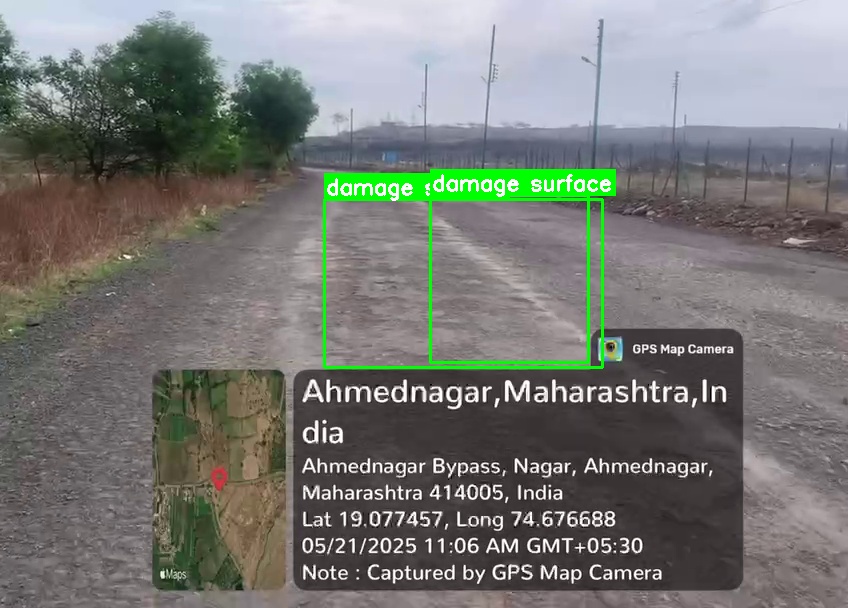 damage s
damage surface
GPS Map Camera
Ahmednagar,Maharashtra,In
dia
Ahmednagar Bypass, Nagar, Ahmednagar,
Maharashtra 414005, India
Lat 19.077457, Long 74.676688
05/21/2025 11:06 AM GMT+05:30
Note : Captured by GPS Map Camera
Maps